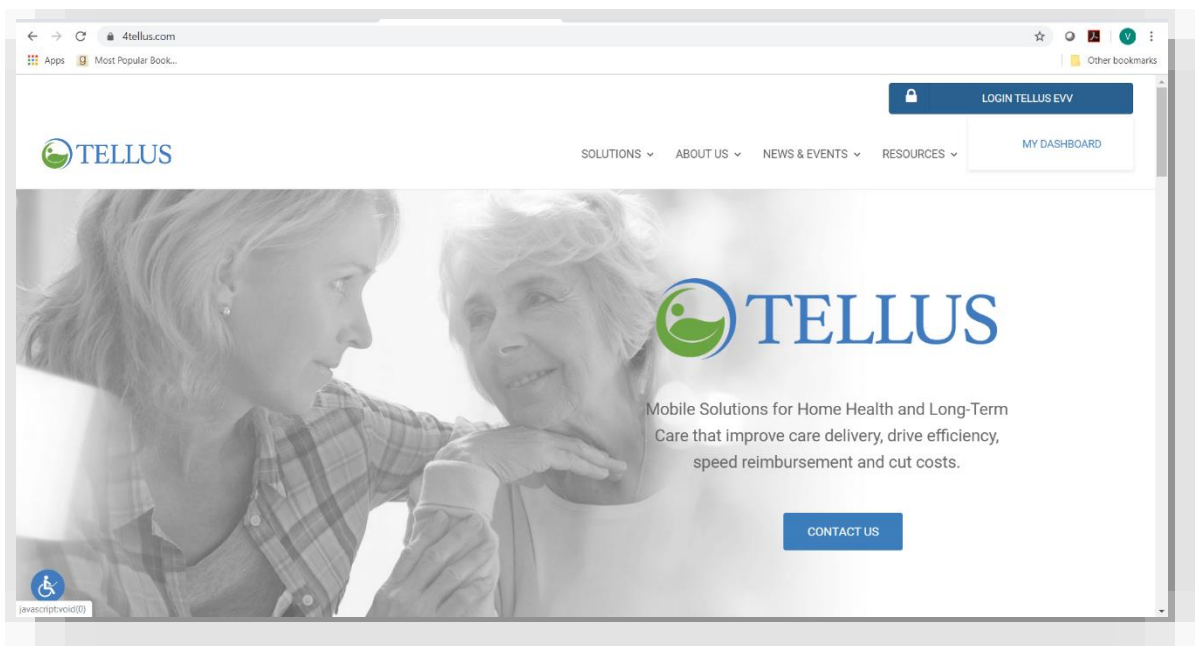 4tellus.com
V
Apps
g
Most Popular Book...
Other bookmarks
LOGIN TELLUS EVV
MY DASHBOARD
TELLUS
SOLUTIONS
ABOUT US
NEWS & EVENTS
RESOURCES
TELLUS
Mobile Solutions for Home Health and Long-Term
Care that improve care delivery, drive efficiency,
speed reimbursement and cut costs.
CONTACT US
javascript:void(0)